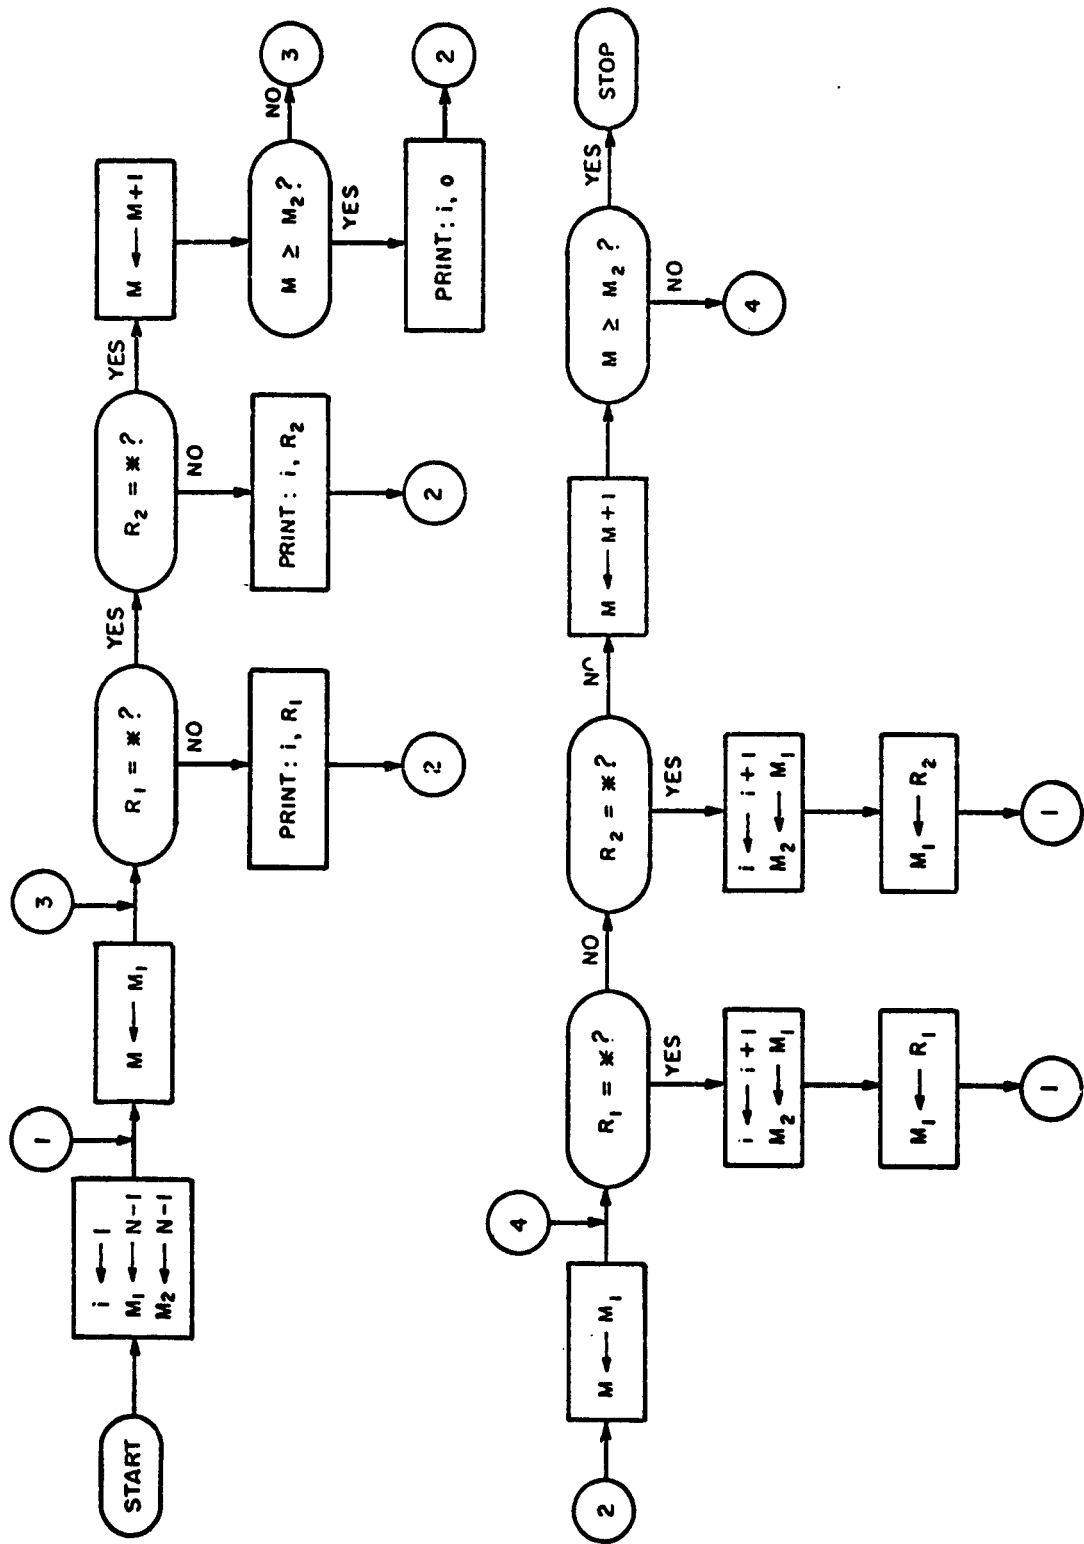 START
i ← 1
M₁ ← N-1
M₂ ← N-1
1
M ← M₁
3
R₁ = *?
YES
NO
PRINT: i, R₁
2
R₂ = *?
YES
NO
PRINT: i, R₂
2
M ← M+1
M ≥ M₂?
NO
3
YES
PRINT: i, 0
2
2
M ← M₁
4
R₁ = *?
NO
YES
i ← i+1
M₂ ← M₁
M₁ ← R₁
1
R₂ = *?
NO
YES
i ← i+1
M₂ ← M₁
M₁ ← R₂
1
M ← M+1
M ≥ M₂?
YES
STOP
NO
4